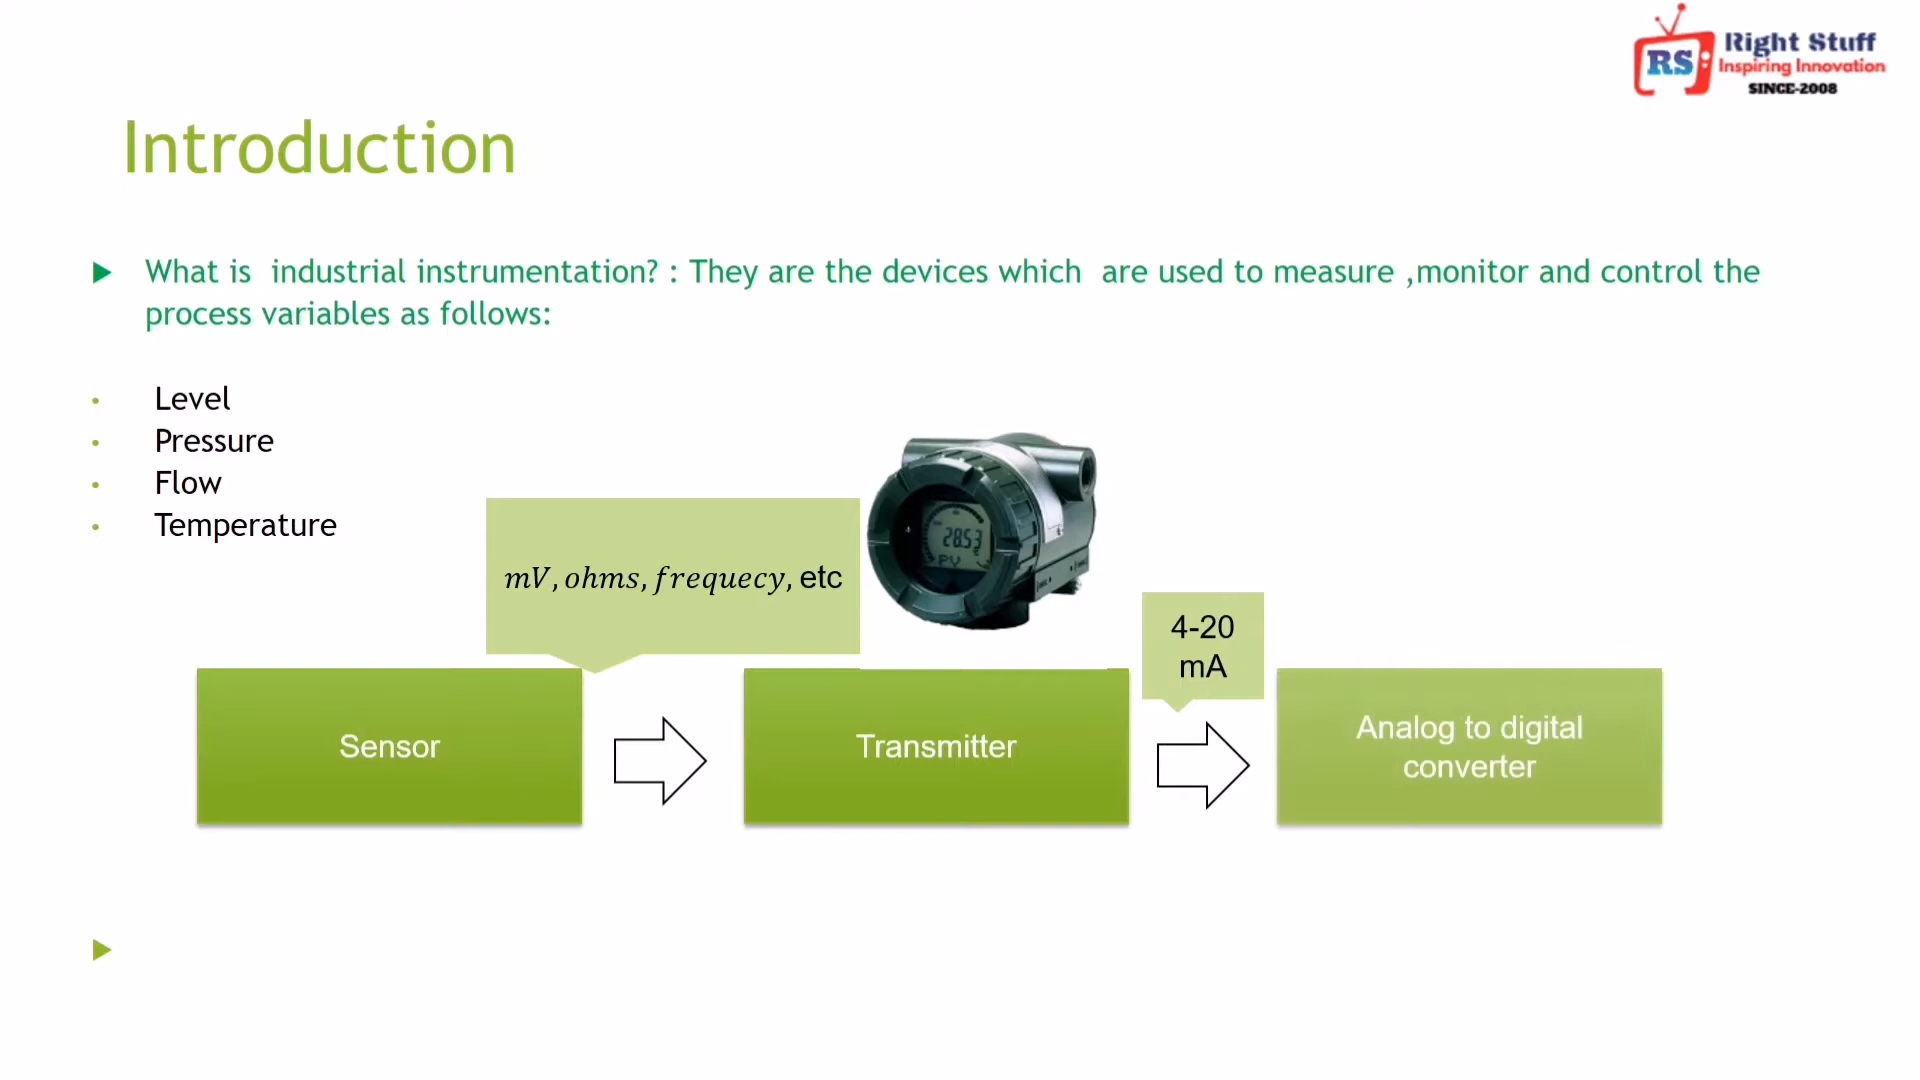 RS
Right Stuff
Inspiring Innovation
SINCE-2008
Introduction
What is  industrial instrumentation? : They are the devices which  are used to measure ,monitor and control the
process variables as follows:
Level
Pressure
Flow
Temperature
mV, ohms, frequecy, etc
28.53
PV
4-20
mA
Sensor
Transmitter
Analog to digital
converter